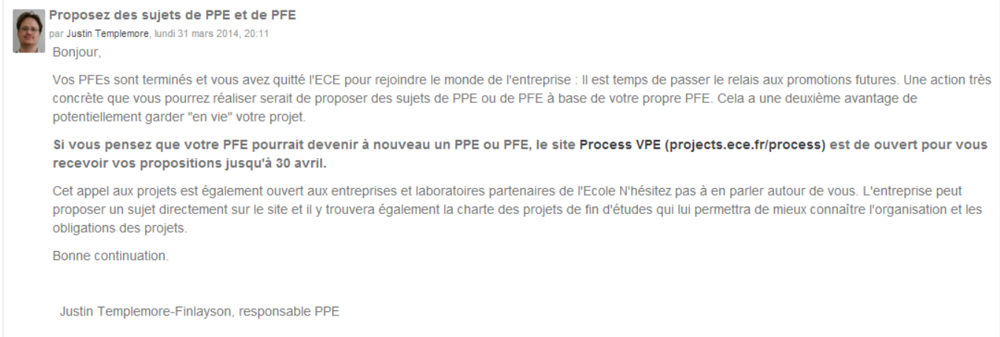 Proposez des sujets de PPE et de PFE
par Justin Templemore, lundi 31 mars 2014, 20:11
Bonjour,
Vos PFEs sont terminés et vous avez quitté l'ECE pour rejoindre le monde de l'entreprise : Il est temps de passer le relais aux promotions futures. Une action très
concrète que vous pourrez réaliser serait de proposer des sujets de PPE ou de PFE à base de votre propre PFE. Cela a une deuxième avantage de
potentiellement garder "en vie" votre projet.
Si vous pensez que votre PFE pourrait devenir à nouveau un PPE ou PFE, le site Process VPE (projects.ece.fr/process) est de ouvert pour vous
recevoir vos propositions jusqu'à 30 avril.
Cet appel aux projets est également ouvert aux entreprises et laboratoires partenaires de l'Ecole N'hésitez pas à en parler autour de vous. L'entreprise peut
proposer un sujet directement sur le site et il y trouvera également la charte des projets de fin d'études qui lui permettra de mieux connaître l'organisation et les
obligations des projets.
Bonne continuation.
Justin Templemore-Finlayson, responsable PPE